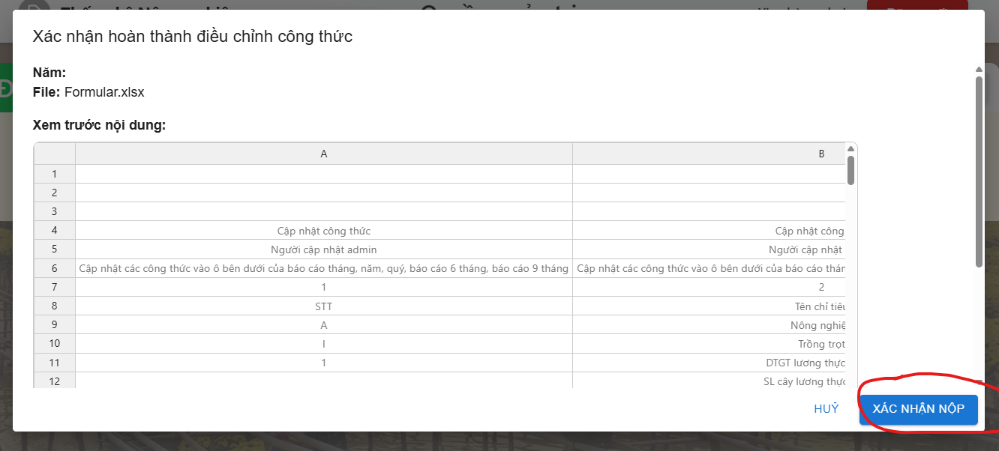 Xác nhận hoàn thành điều chỉnh công thức
Năm:
File: Formular.xlsx
Xem trước nội dung:
A B
1
2
3
4 Cập nhật công thức Cập nhật công
5 Người cập nhật admin Người cập nhật
6 Cập nhật các công thức vào ô bên dưới của báo cáo tháng, năm, quý, báo cáo 6 tháng, báo cáo 9 tháng Cập nhật các công thức vào ô bên dưới của báo cáo thán
7 1 2
8 STT Tên chỉ tiêu
9 A Nông nghiệ
10 I Trồng trọt
11 1 DTGT lương thực
12 SL cây lương thực
HUỶ XÁC NHẬN NỘP